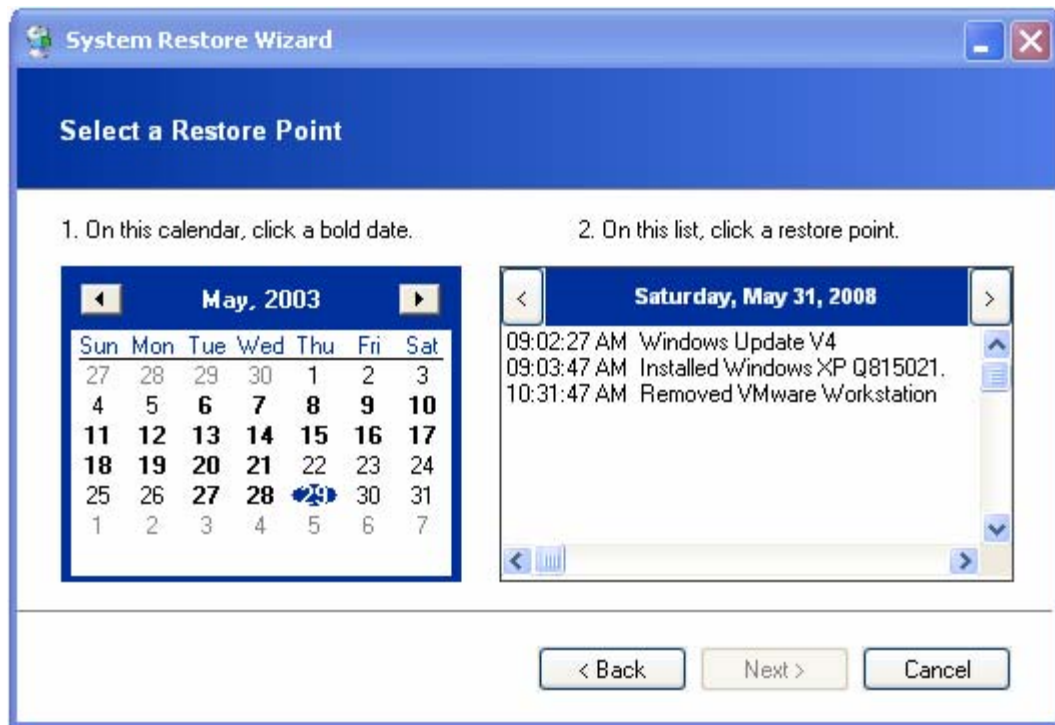 System Restore Wizard
Select a Restore Point
1. On this calendar, click a bold date.
May, 2003
Sun Mon Tue Wed Thu Fri Sat
27 28 29 30 1 2 3
4 5 6 7 8 9 10
11 12 13 14 15 16 17
18 19 20 21 22 23 24
25 26 27 28 29 30 31
1 2 3 4 5 6 7
2. On this list, click a restore point.
< Saturday, May 31, 2008 >
09:02:27 AM Windows Update V4
09:03:47 AM Installed Windows XP Q815021.
10:31:47 AM Removed VMware Workstation
< Back Next > Cancel